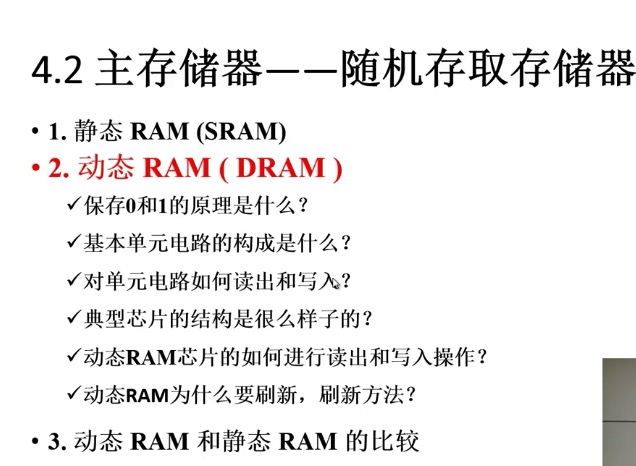 4.2 主存储器——随机存取存储器
• 1. 静态 RAM (SRAM)
• 2. 动态 RAM ( DRAM )
✓保存0和1的原理是什么？
✓基本单元电路的构成是什么？
✓对单元电路如何读出和写入？
✓典型芯片的结构是很么样子的？
✓动态RAM芯片的如何进行读出和写入操作？
✓动态RAM为什么要刷新，刷新方法？
• 3. 动态 RAM 和静态 RAM 的比较